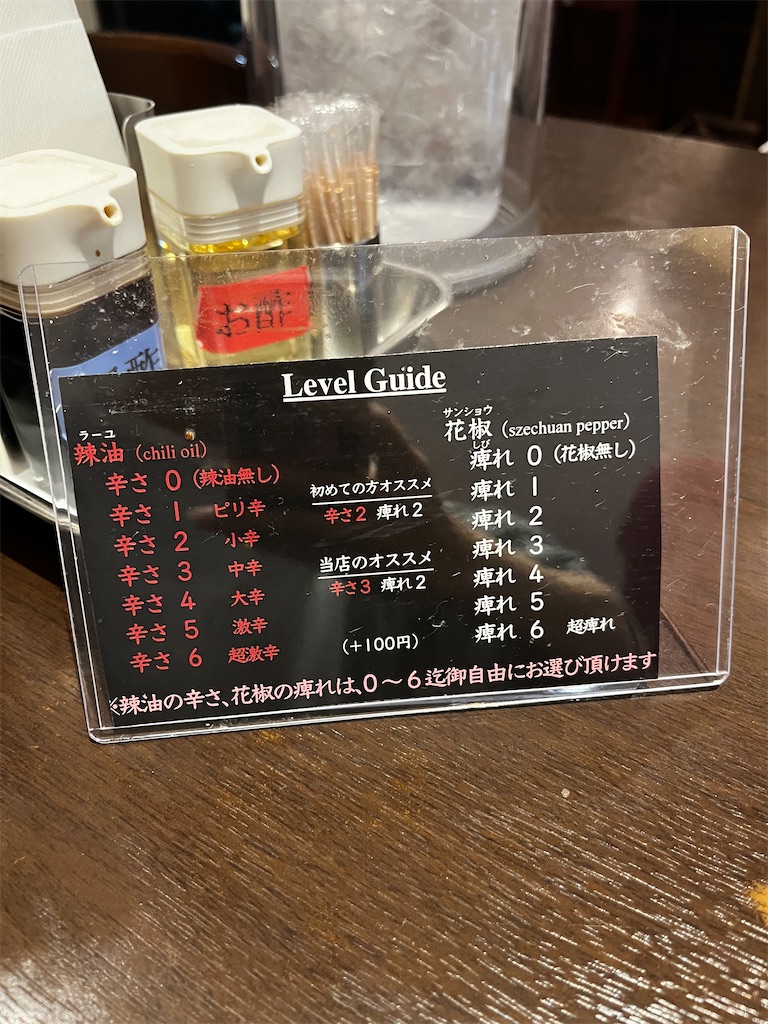 お酢
酢
Level Guide
ラーユ
辣油 (chili oil)
辛さ 0 (辣油無し)
辛さ 1 ピリ辛
辛さ 2 小辛
辛さ 3 中辛
辛さ 4 大辛
辛さ 5 激辛
辛さ 6 超激辛
初めての方オススメ
辛さ2 痺れ2
当店のオススメ
辛さ3 痺れ2
(+100円)
サンショウ
花椒 (szechuan pepper)
しび
痺れ 0 (花椒無し)
痺れ 1
痺れ 2
痺れ 3
痺れ 4
痺れ 5
痺れ 6 超痺れ
※辣油の辛さ、花椒の痺れは、0～6迄御自由にお選び頂けます